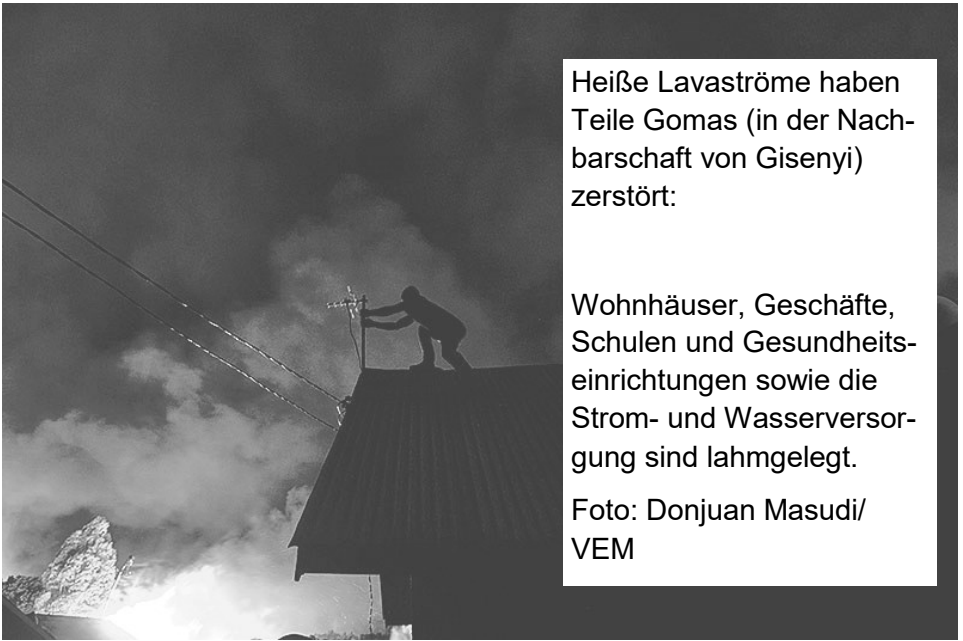 Heiße Lavaströme haben
Teile Gomas (in der Nach-
barschaft von Gisenyi)
zerstört:
Wohnhäuser, Geschäfte,
Schulen und Gesundheits-
einrichtungen sowie die
Strom- und Wasserversor-
gung sind lahmgelegt.
Foto: Donjuan Masudi/
VEM